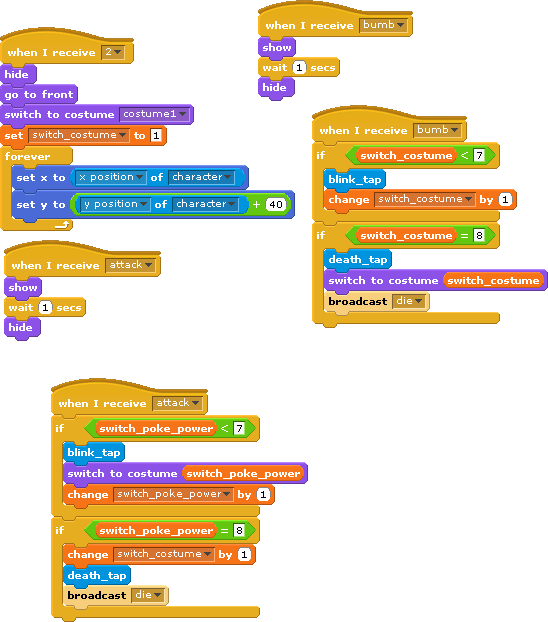 when I receive 2
hide
go to front
switch to costume costume1
set switch_costume to 1
forever
set x to x position of character
set y to y position of character + 40
when I receive attack
show
wait 1 secs
hide
when I receive bumb
show
wait 1 secs
hide
when I receive bumb
if switch_costume < 7
blink_tap
change switch_costume by 1
if switch_costume = 8
death_tap
switch to costume switch_costume
broadcast die
when I receive attack
if switch_poke_power < 7
blink_tap
switch to costume switch_poke_power
change switch_poke_power by 1
if switch_poke_power = 8
change switch_costume by 1
death_tap
broadcast die